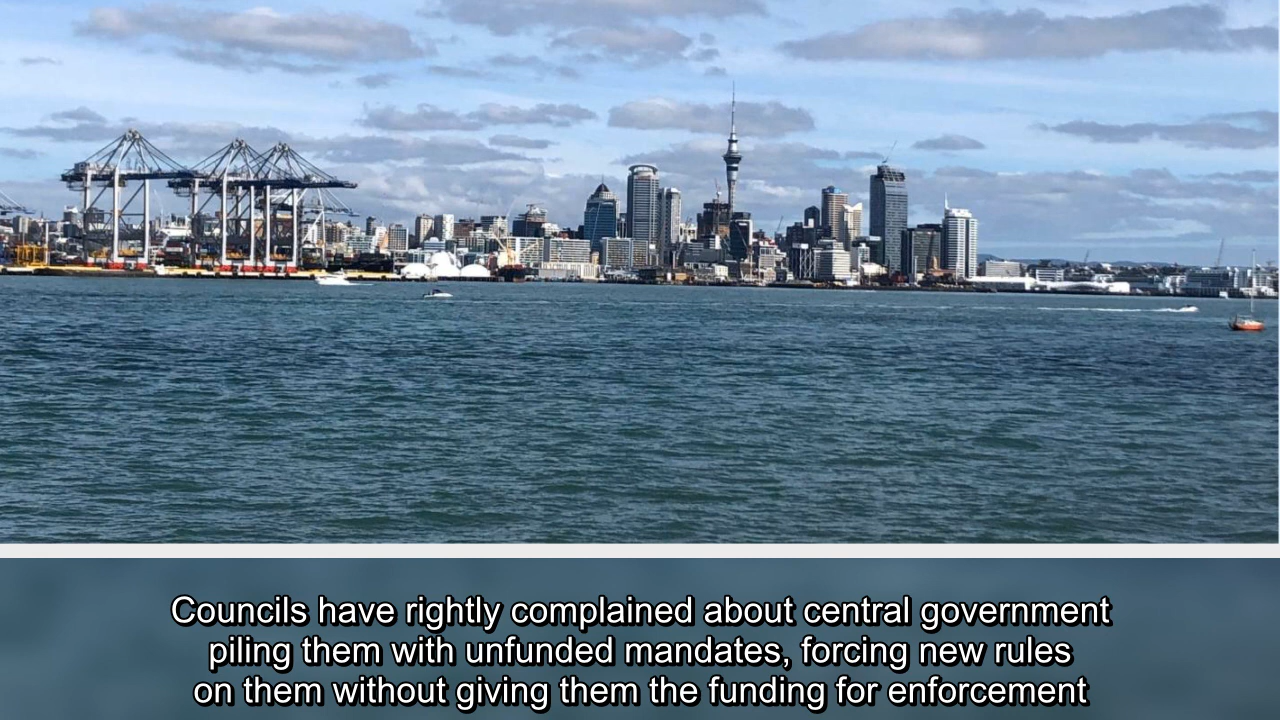 Councils have rightly complained about central government
piling them with unfunded mandates, forcing new rules
on them without giving them the funding for enforcement